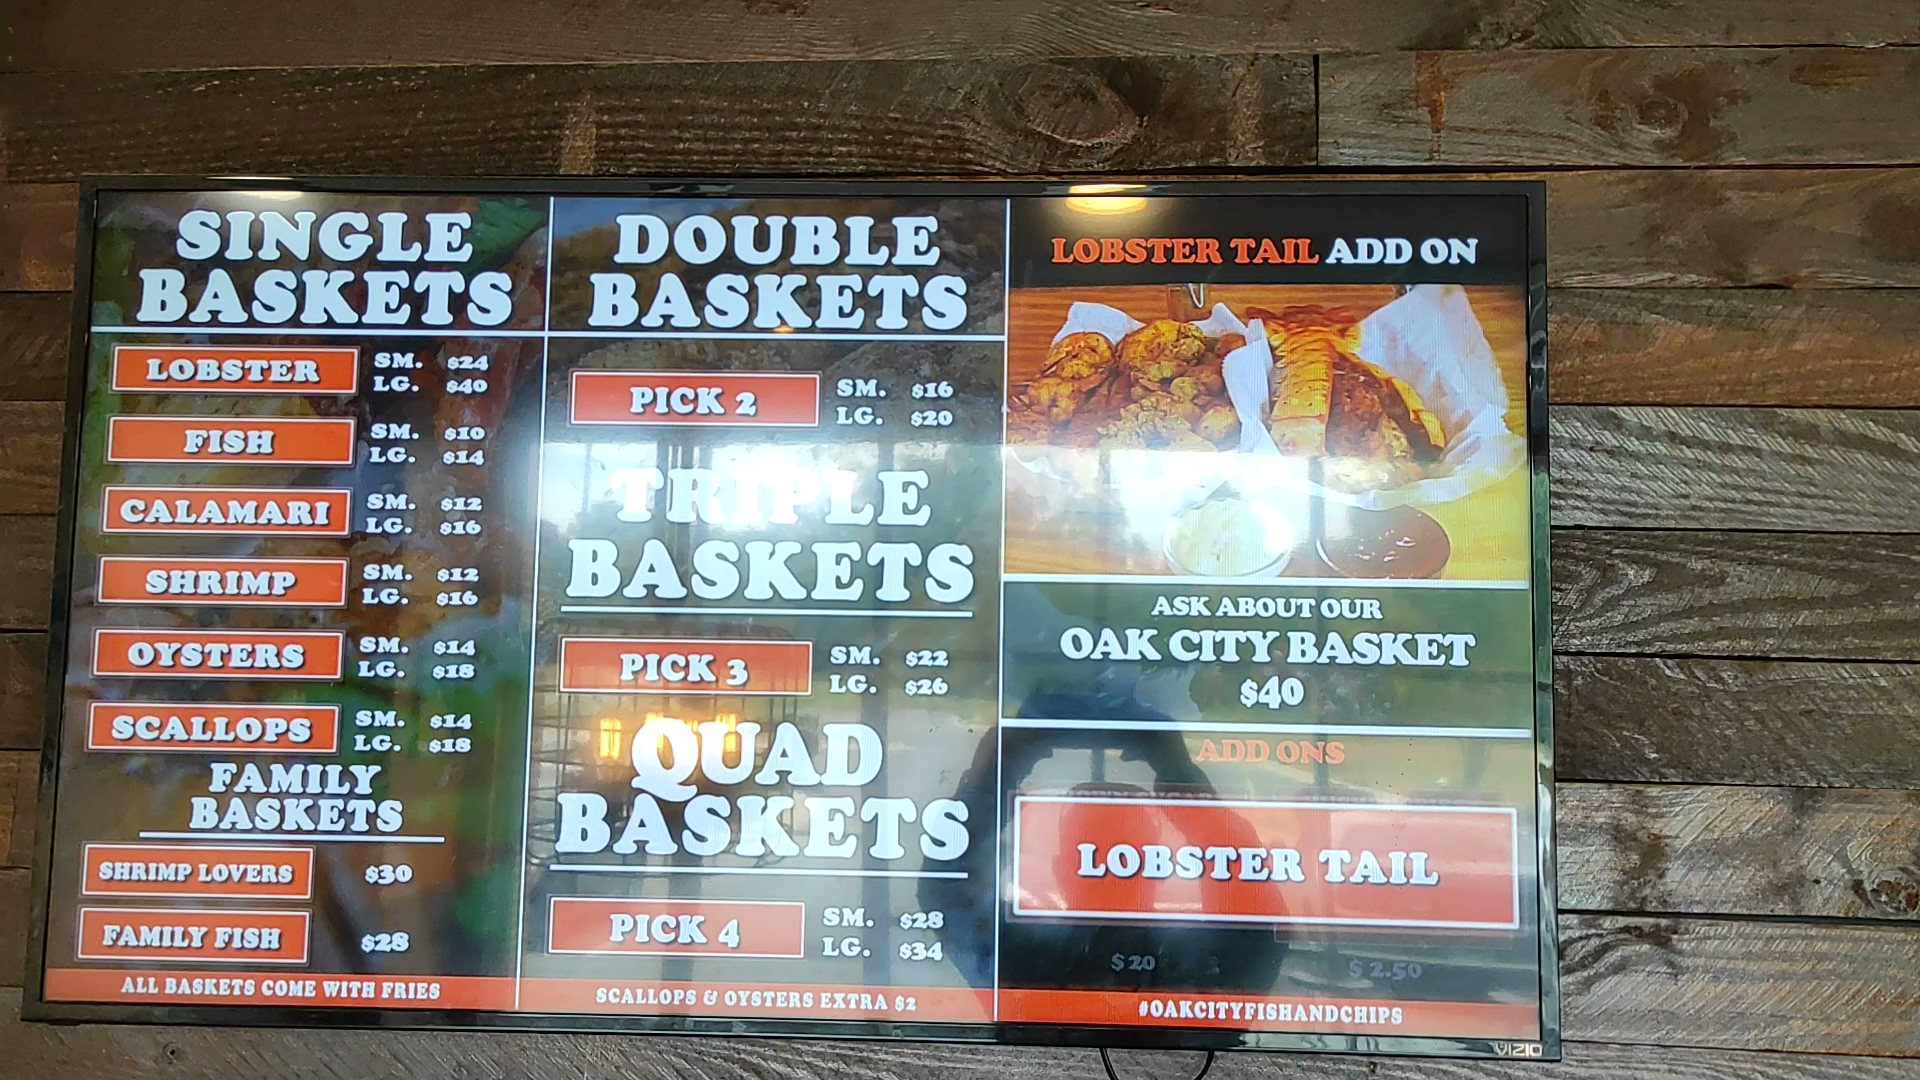 SINGLE
BASKETS
LOBSTER SM. $24
LG. $40
FISH SM. $10
LG. $14
CALAMARI SM. $12
LG. $16
SHRIMP SM. $12
LG. $16
OYSTERS SM. $14
LG. $18
SCALLOPS SM. $14
LG. $18
FAMILY
BASKETS
SHRIMP LOVERS $30
FAMILY FISH $28
ALL BASKETS COME WITH FRIES
DOUBLE
BASKETS
PICK 2 SM. $16
LG. $20
TRIPLE
BASKETS
PICK 3 SM. $22
LG. $26
QUAD
BASKETS
PICK 4 SM. $28
LG. $34
SCALLOPS & OYSTERS EXTRA $2
LOBSTER TAIL ADD ON
ASK ABOUT OUR
OAK CITY BASKET
$40
ADD ONS
LOBSTER TAIL
$20 $2.50
#OAKCITYFISHANDCHIPS
VIZIO